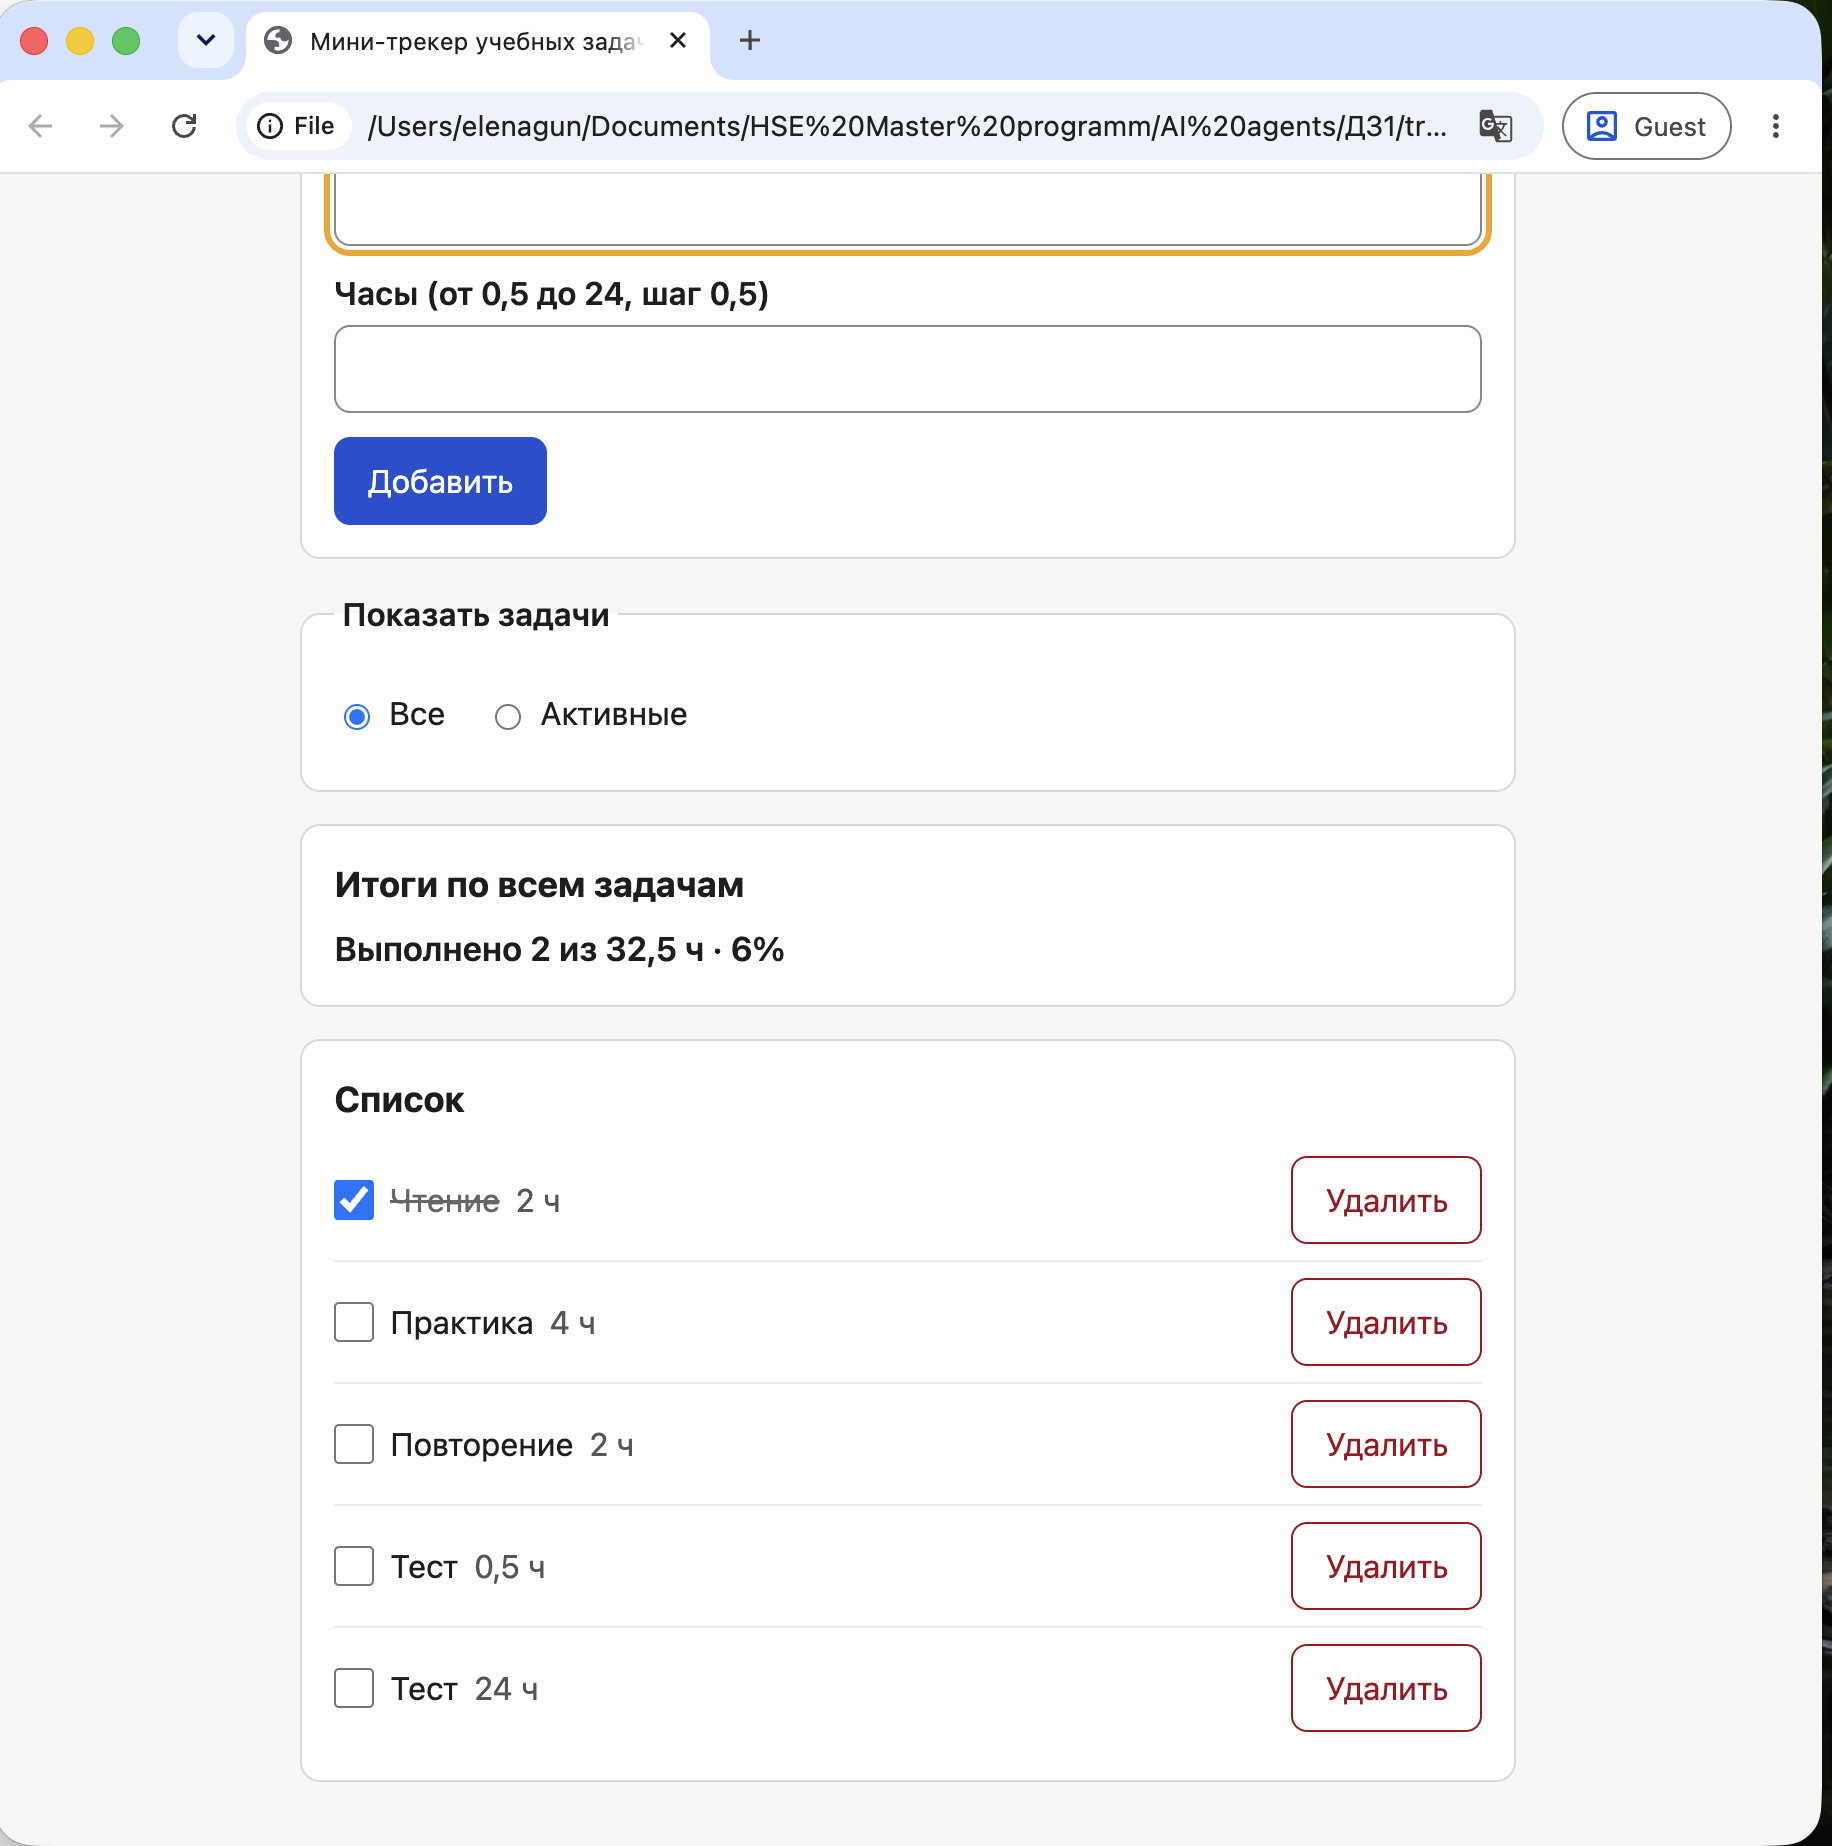 Мини-трекер учебных зада
File /Users/elenagun/Documents/HSE%20Master%20programm/AI%20agents/ДЗ1/tr... Guest
Часы (от 0,5 до 24, шаг 0,5)
Добавить
Показать задачи
Все Активные
Итоги по всем задачам
Выполнено 2 из 32,5 ч · 6%
Список
Чтение 2 ч Удалить
Практика 4 ч Удалить
Повторение 2 ч Удалить
Тест 0,5 ч Удалить
Тест 24 ч Удалить